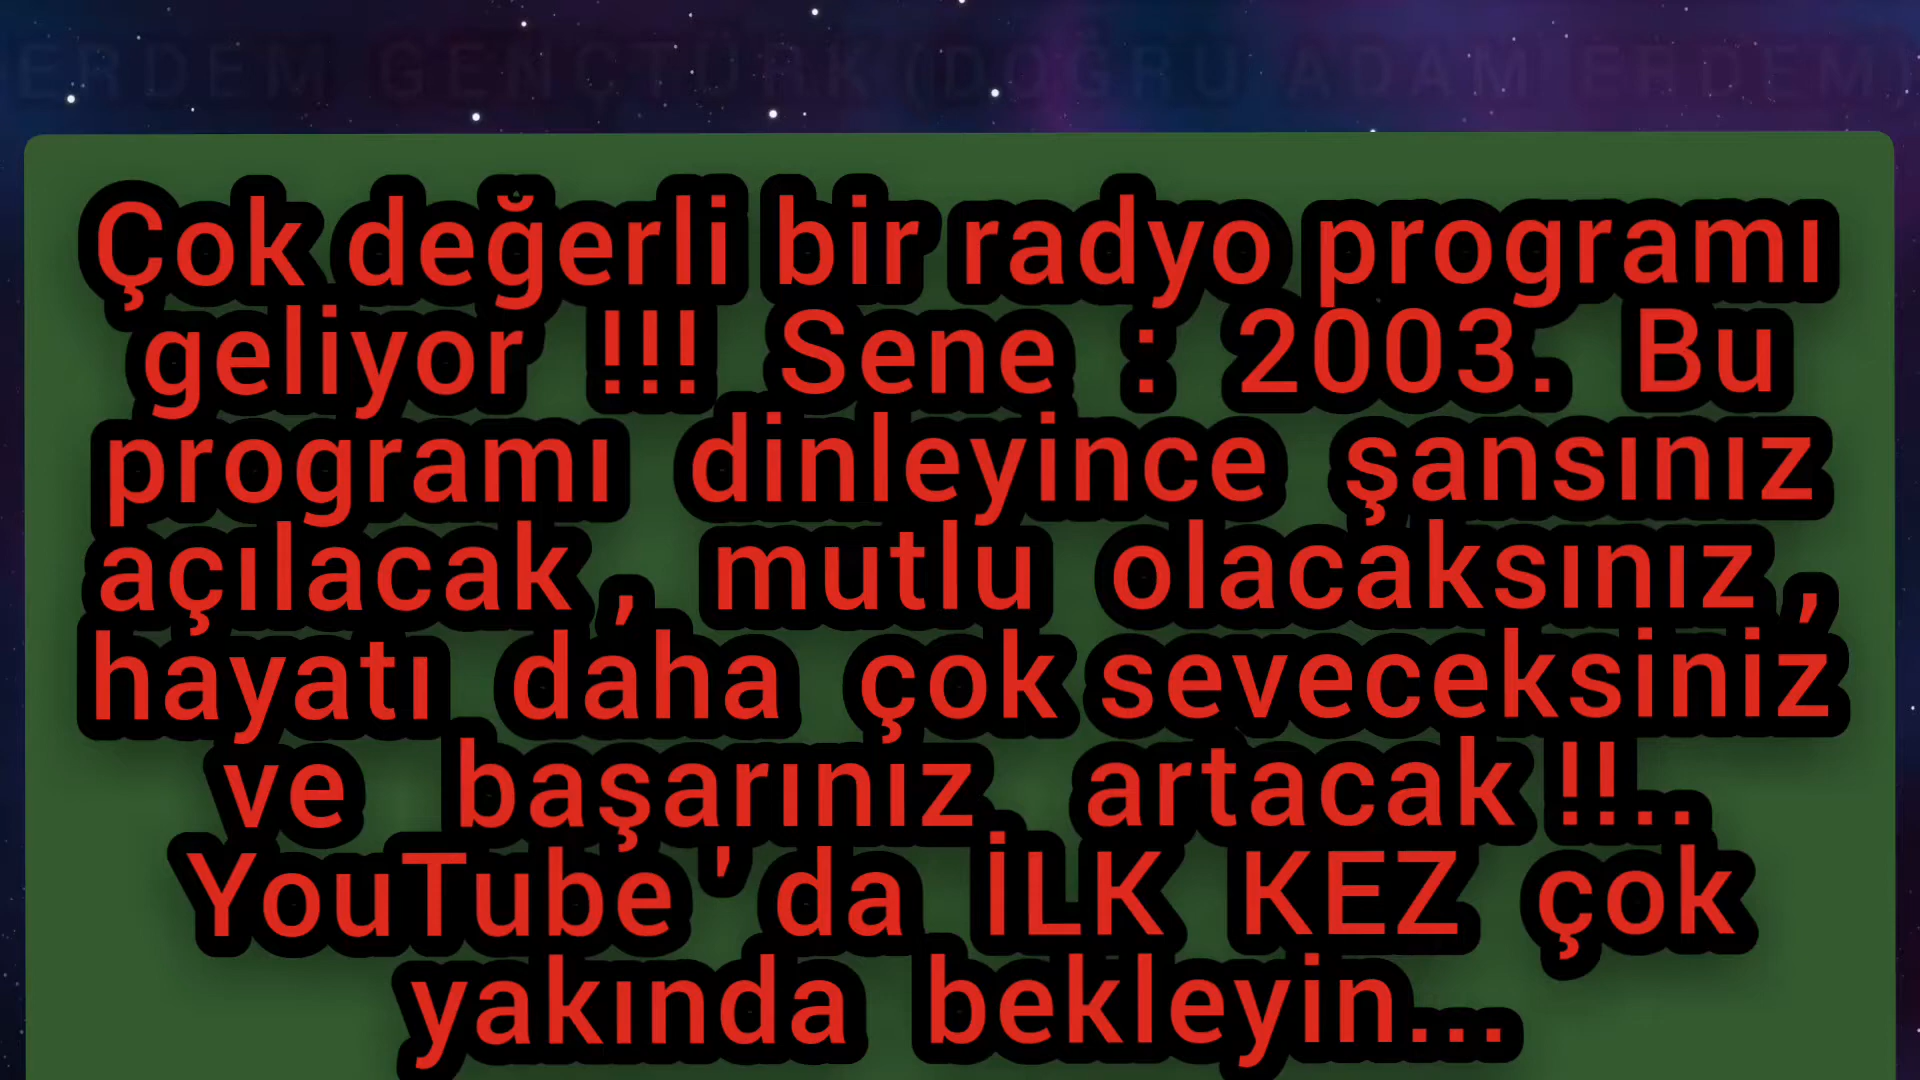 ERDEM GENÇTÜRK (DOĞRU ADAM ERDEM)
Çok değerli bir radyo programı
geliyor !!! Sene : 2003. Bu
programı dinleyince şansınız
açılacak , mutlu olacaksınız ,
hayatı daha çok seveceksiniz
ve başarınız artacak !!..
YouTube ' da İLK KEZ çok
yakında bekleyin...